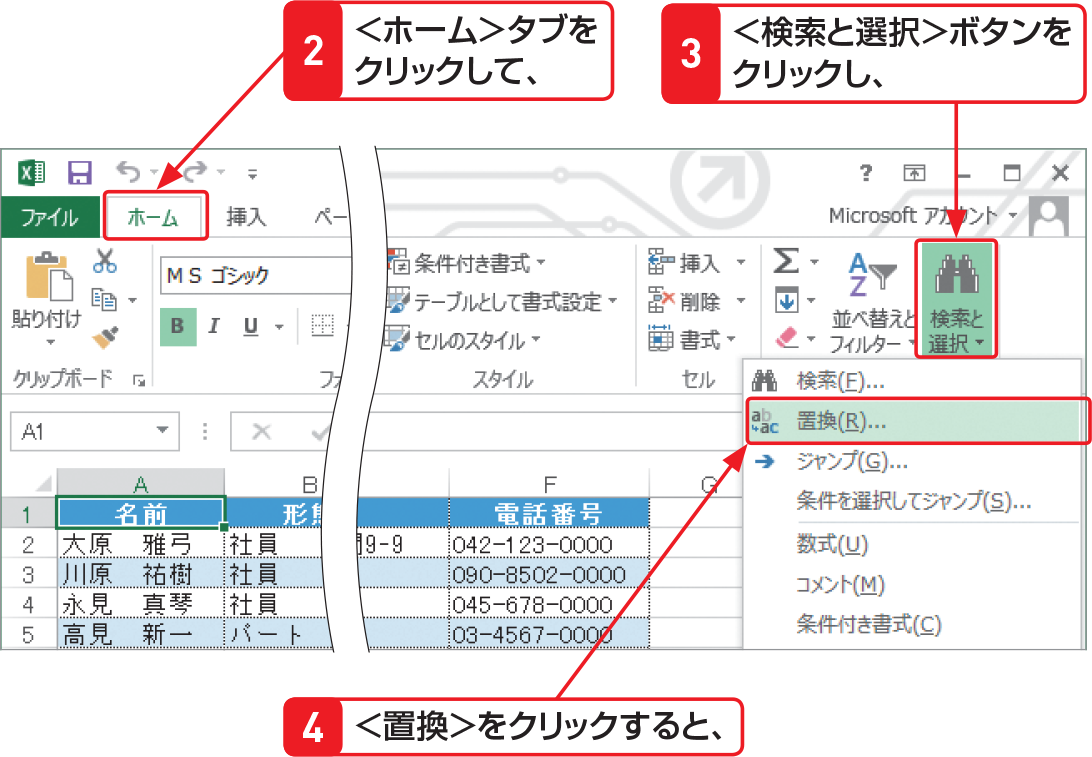 2
<ホーム>タブを
クリックして、
3
<検索と選択>ボタンを
クリックし、
?
ファイル ホーム 挿入 ペー
Microsoft アカウント
貼り付け
MS ゴシック
B I U
クリップボード
フ
条件付き書式
テーブルとして書式設定
セルのスタイル
スタイル
挿入
削除
書式
セル
Σ
AZ
並べ替えと
フィルター
検索と
選択
検索(F)...
ab
ac
置換(R)...
ジャンプ(G)...
条件を選択してジャンプ(S)...
数式(U)
コメント(M)
条件付き書式(C)
A1
A B F G
1 名前 形態 電話番号
2 大原 雅弓 社員 9-9 042-123-0000
3 川原 祐樹 社員 090-8502-0000
4 永見 真琴 社員 045-678-0000
5 高見 新一 パート 03-4567-0000
4
<置換>をクリックすると、